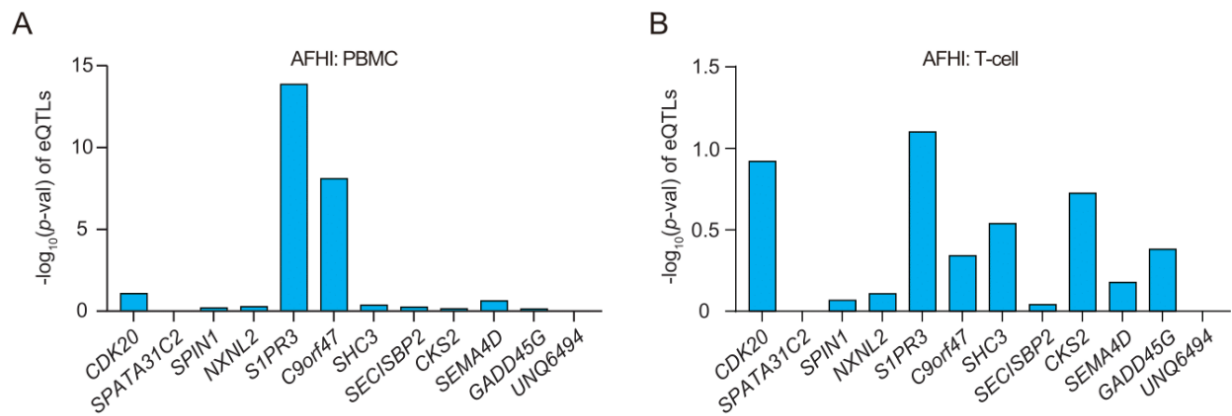 A
AFHI: PBMC
-log10(p-val) of eQTLs
15
10
5
0
CDK20
SPATA31C2
SPIN1
NXNL2
S1PR3
C9orf47
SHC3
SECISBP2
CKS2
SEMA4D
GADD45G
UNQ6494
B
AFHI: T-cell
-log10(p-val) of eQTLs
1.5
1.0
0.5
0
CDK20
SPATA31C2
SPIN1
NXNL2
S1PR3
C9orf47
SHC3
SECISBP2
CKS2
SEMA4D
GADD45G
UNQ6494